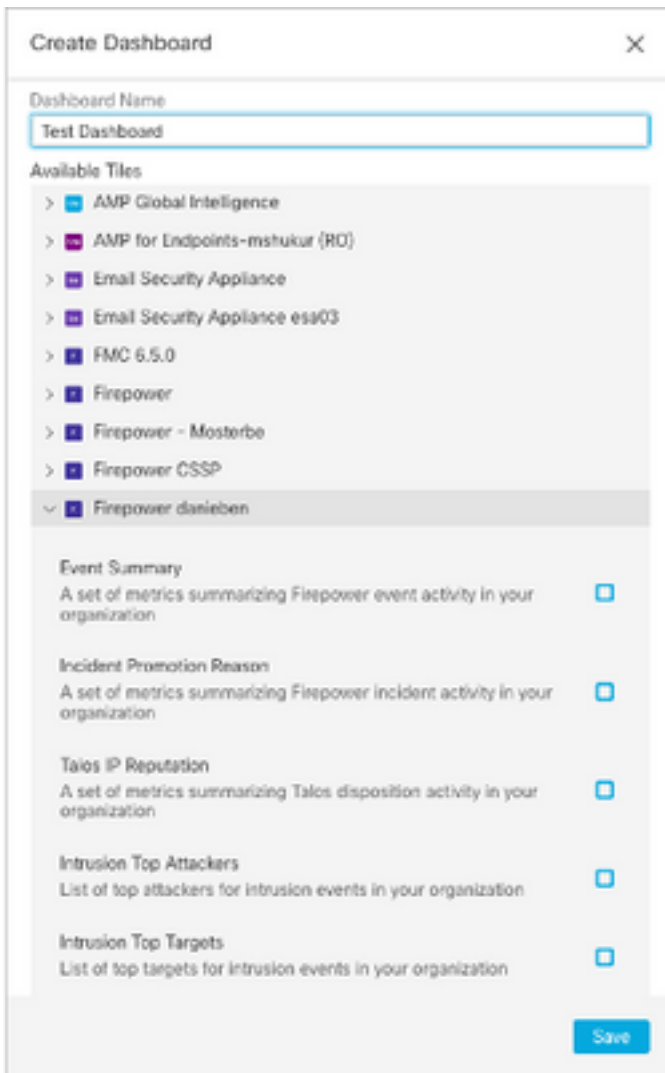 Create Dashboard
Dashboard Name
Test Dashboard
Available Tiles
AMP Global Intelligence
AMP for Endpoints-mshukur (RO)
Email Security Appliance
Email Security Appliance esa03
FMC 6.5.0
Firepower
Firepower - Mosterbe
Firepower CSSP
Firepower danieben
Event Summary
A set of metrics summarizing Firepower event activity in your
organization
Incident Promotion Reason
A set of metrics summarizing Firepower incident activity in your
organization
Talos IP Reputation
A set of metrics summarizing Talos disposition activity in your
organization
Intrusion Top Attackers
List of top attackers for intrusion events in your organization
Intrusion Top Targets
List of top targets for intrusion events in your organization
Save